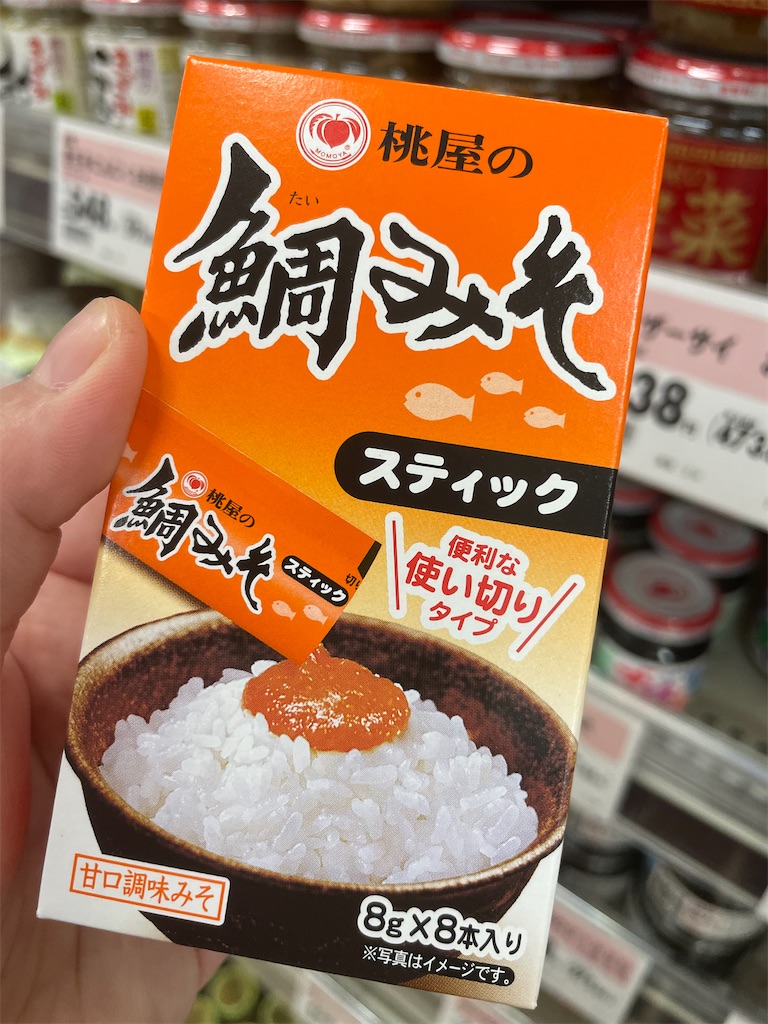 MOMOYA
桃屋の
たい
鯛みそ
スティック
便利な
使い切り
タイプ
桃屋の
鯛みそ
スティック
甘口調味みそ
8g×8本入り
※写真はイメージです。
菜
ザーサイ
38